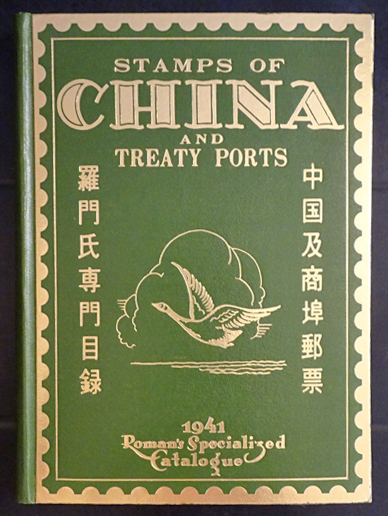 STAMPS OF
CHINA
AND
TREATY PORTS
中国及商埠郵票
羅門氏専門目録
1941
Roman's Specialized
Catalogue